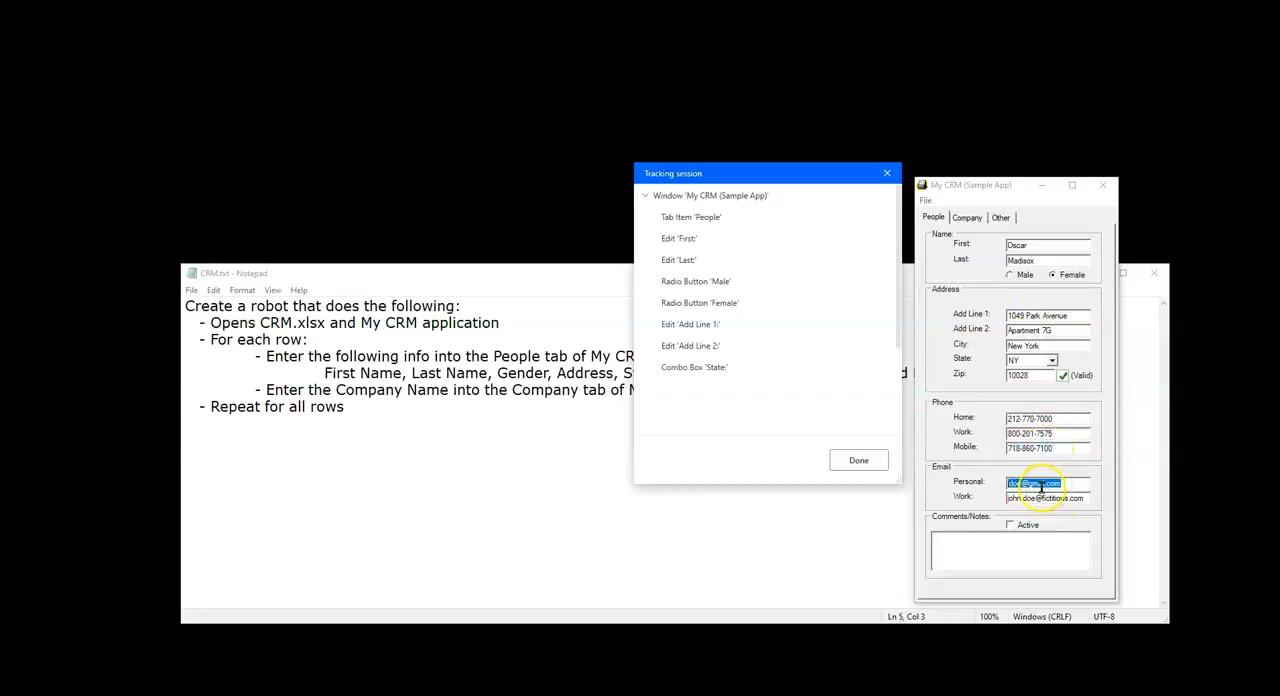 Tracking session
Window 'My CRM (Sample App)'
Tab Item 'People'
Edit 'First:'
Edit 'Last:'
Radio Button 'Male'
Radio Button 'Female'
Edit 'Add Line 1:'
Edit 'Add Line 2:'
Combo Box 'State:'
Done
My CRM (Sample App)
File
People Company Other
Name:
First: Oscar
Last: Madisox
Male Female
Address
Add Line 1: 1049 Park Avenue
Add Line 2: Apartment 7G
City: New York
State: NY
Zip: 10028 (Valid)
Phone
Home: 212-770-7000
Work: 800-201-7575
Mobile: 718-860-7100
Email
Personal:
Work: john.doe@fictitious.com
Comments/Notes: Active
CRM.txt - Notepad
File Edit Format View Help
Create a robot that does the following:
- Opens CRM.xlsx and My CRM application
- For each row:
- Enter the following info into the People tab of My CR
First Name, Last Name, Gender, Address,
- Enter the Company Name into the Company tab of
- Repeat for all rows
Ln 5, Col 3 100% Windows (CRLF) UTF-8